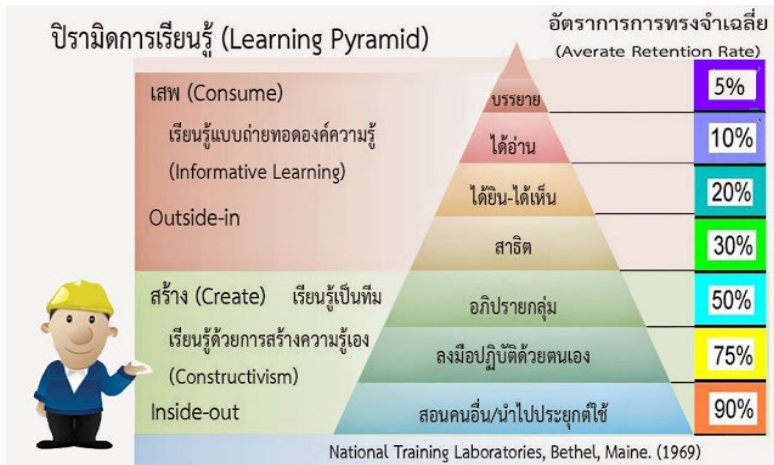 ปิรามิดการเรียนรู้ (Learning Pyramid)
อัตราการการทรงจำเฉลี่ย
(Averate Retention Rate)
เสพ (Consume)
เรียนรู้แบบถ่ายทอดองค์ความรู้
(Informative Learning)
Outside-in
บรรยาย
5%
ได้อ่าน
10%
ได้ยิน-ได้เห็น
20%
สาธิต
30%
สร้าง (Create) เรียนรู้เป็นทีม
เรียนรู้ด้วยการสร้างความรู้เอง
(Constructivism)
Inside-out
อภิปรายกลุ่ม
50%
ลงมือปฏิบัติด้วยตนเอง
75%
สอนคนอื่น/นำไปประยุกต์ใช้
90%
National Training Laboratories, Bethel, Maine. (1969)